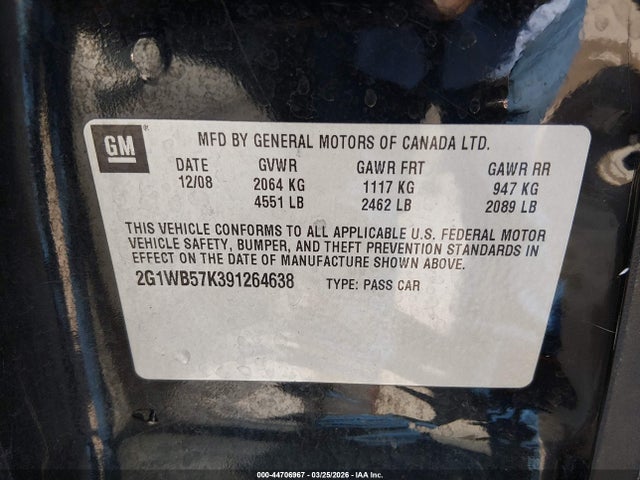 GM
MFD BY GENERAL MOTORS OF CANADA LTD.
DATE GVWR GAWR FRT GAWR RR
12/08 2064 KG 1117 KG 947 KG
4551 LB 2462 LB 2089 LB
THIS VEHICLE CONFORMS TO ALL APPLICABLE U.S. FEDERAL MOTOR
VEHICLE SAFETY, BUMPER, AND THEFT PREVENTION STANDARDS IN
EFFECT ON THE DATE OF MANUFACTURE SHOWN ABOVE.
2G1WB57K391264638 TYPE: PASS CAR
000-44706967 - 03/25/2026 - IAA Inc.